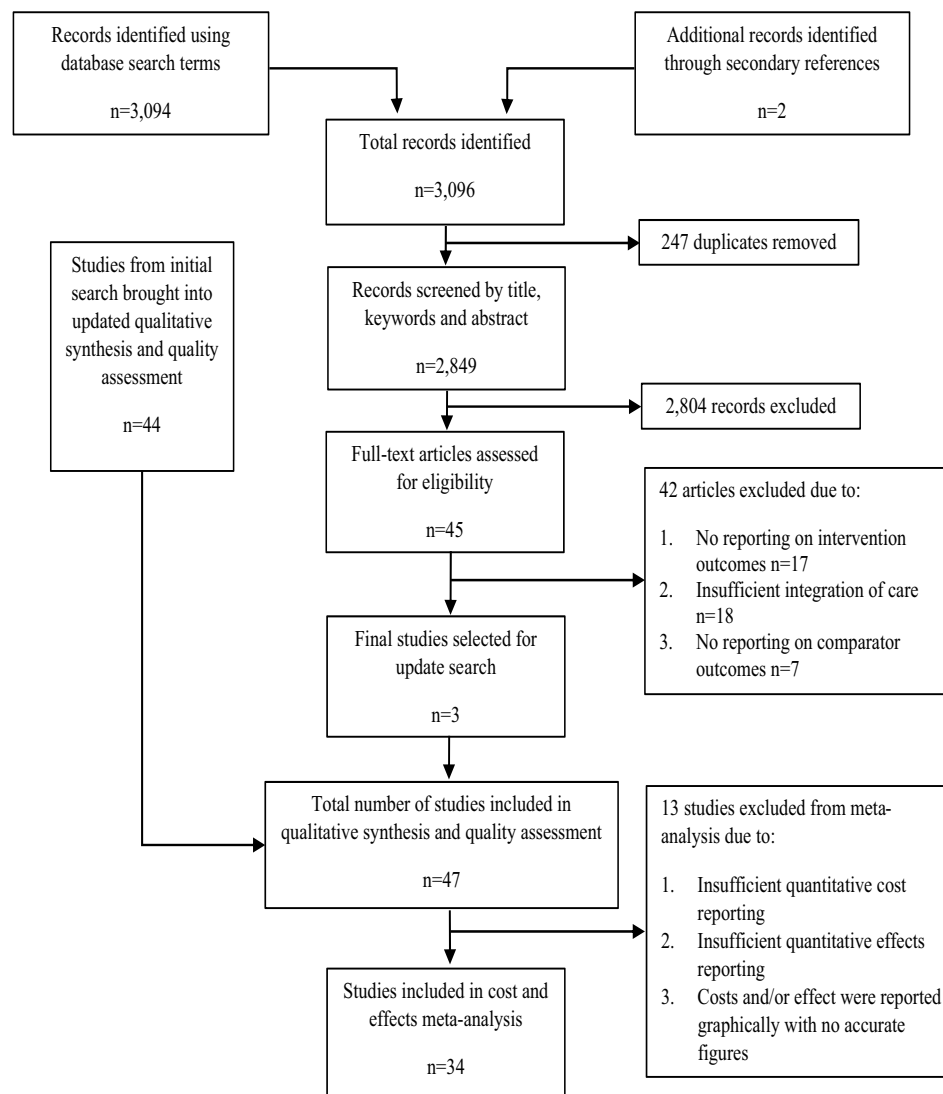 Records identified using
database search terms
n=3,094
Additional records identified
through secondary references
n=2
Total records identified
n=3,096
247 duplicates removed
Studies from initial
search brought into
updated qualitative
synthesis and quality
assessment
n=44
Records screened by title,
keywords and abstract
n=2,849
2,804 records excluded
Full-text articles assessed
for eligibility
n=45
42 articles excluded due to:
1. No reporting on intervention
outcomes n=17
2. Insufficient integration of care
n=18
3. No reporting on comparator
outcomes n=7
Final studies selected for
update search
n=3
Total number of studies included in
qualitative synthesis and quality assessment
n=47
13 studies excluded from meta-
analysis due to:
1. Insufficient quantitative cost
reporting
2. Insufficient quantitative effects
reporting
3. Costs and/or effect were reported
graphically with no accurate
figures
Studies included in cost and
effects meta-analysis
n=34